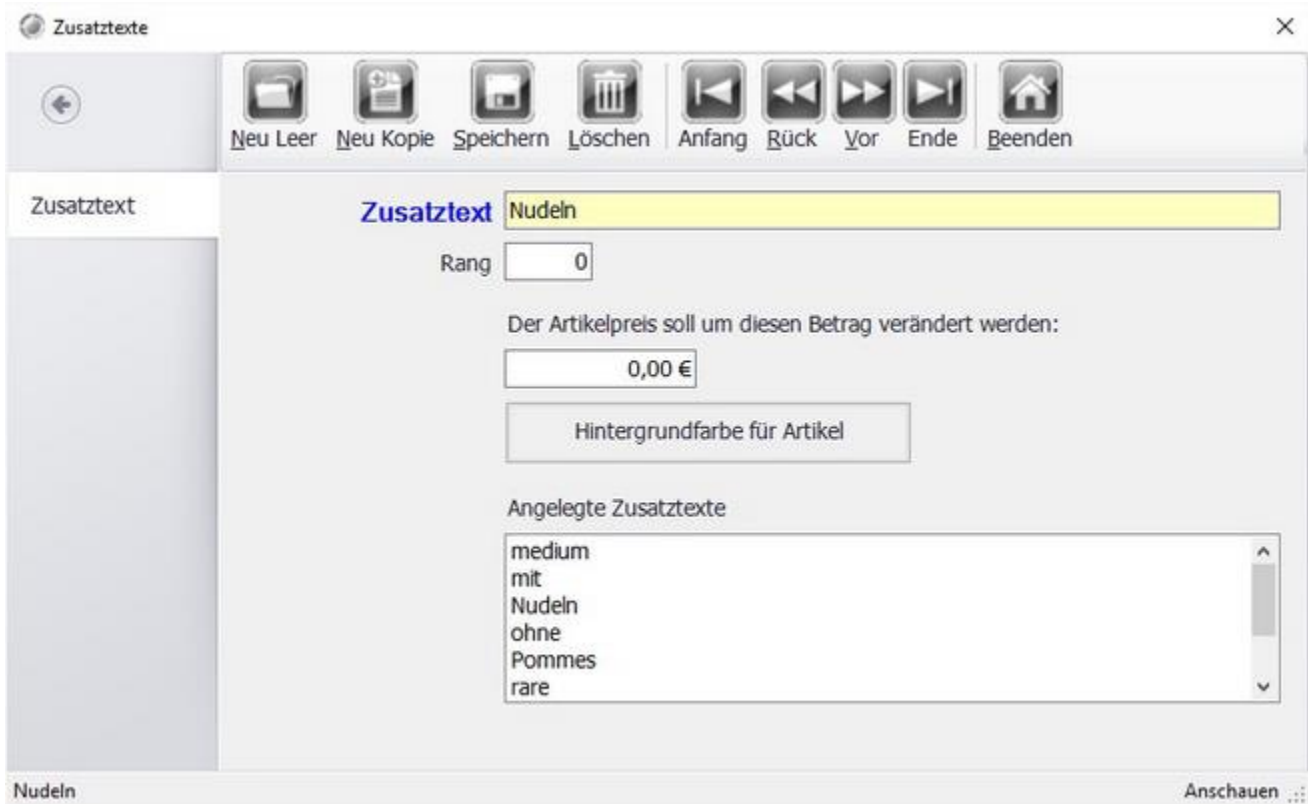 Zusatztexte
Neu Leer Neu Kopie Speichern Löschen Anfang Rück Vor Ende Beenden
Zusatztext
Zusatztext Nudeln
Rang 0
Der Artikelpreis soll um diesen Betrag verändert werden:
0,00 €
Hintergrundfarbe für Artikel
Angelegte Zusatztexte
medium
mit
Nudeln
ohne
Pommes
rare
Nudeln Anschauen